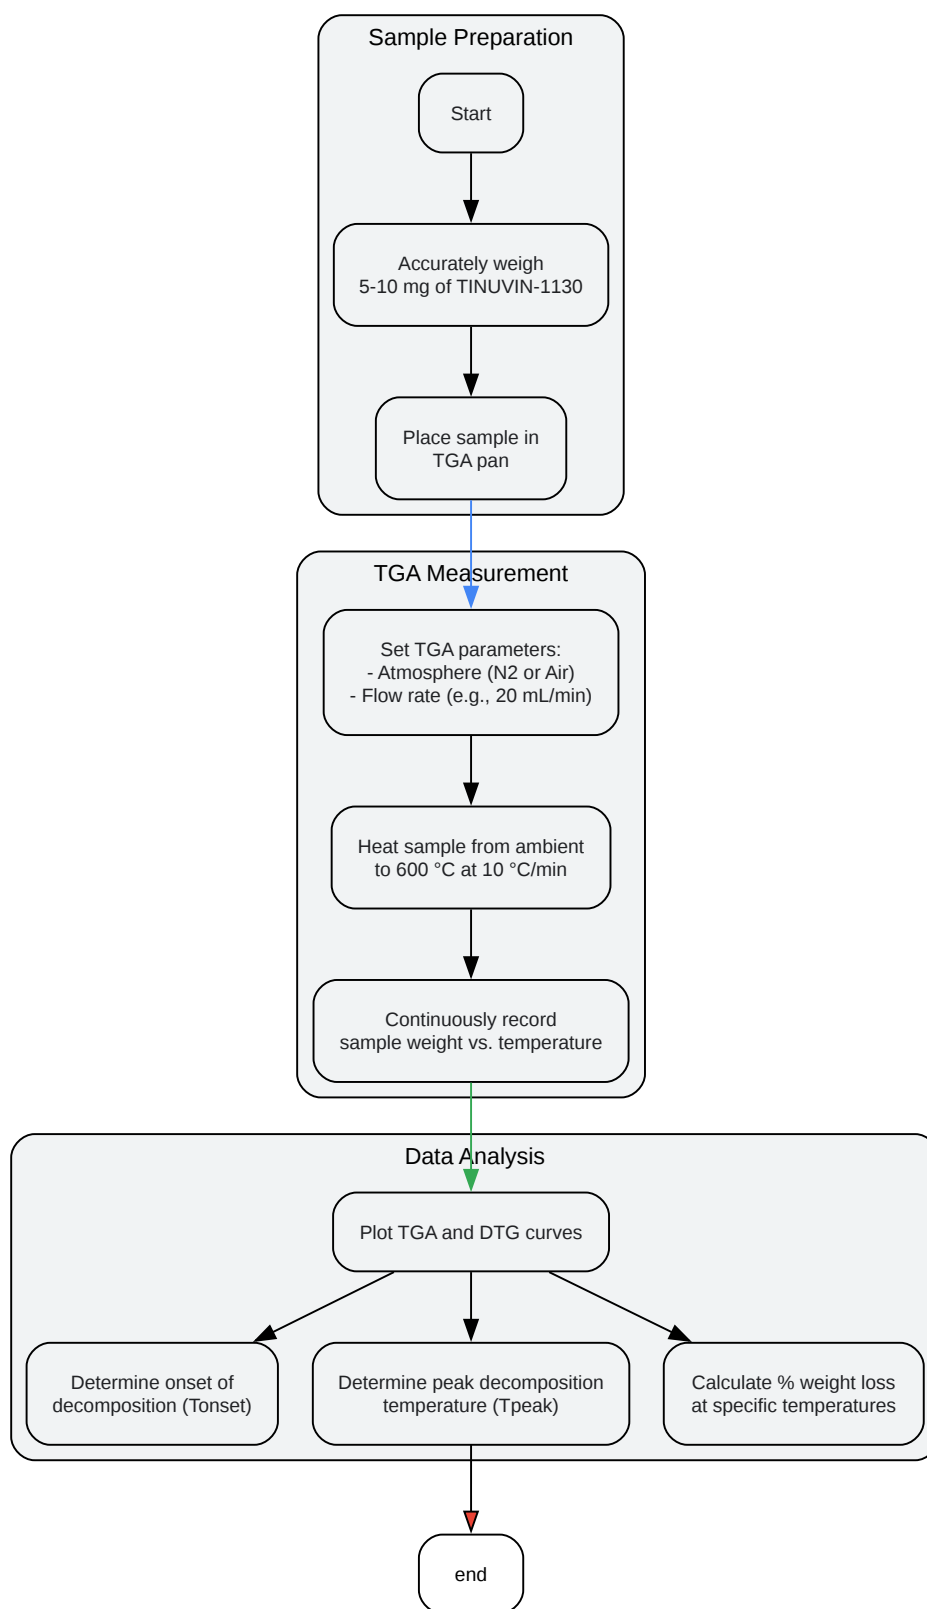 Sample Preparation
Start
Accurately weigh
5-10 mg of TINUVIN-1130
Place sample in
TGA pan
TGA Measurement
Set TGA parameters:
- Atmosphere (N2 or Air)
- Flow rate (e.g., 20 mL/min)
Heat sample from ambient
to 600 °C at 10 °C/min
Continuously record
sample weight vs. temperature
Data Analysis
Plot TGA and DTG curves
Determine onset of
decomposition (Tonset)
Determine peak decomposition
temperature (Tpeak)
Calculate % weight loss
at specific temperatures
end